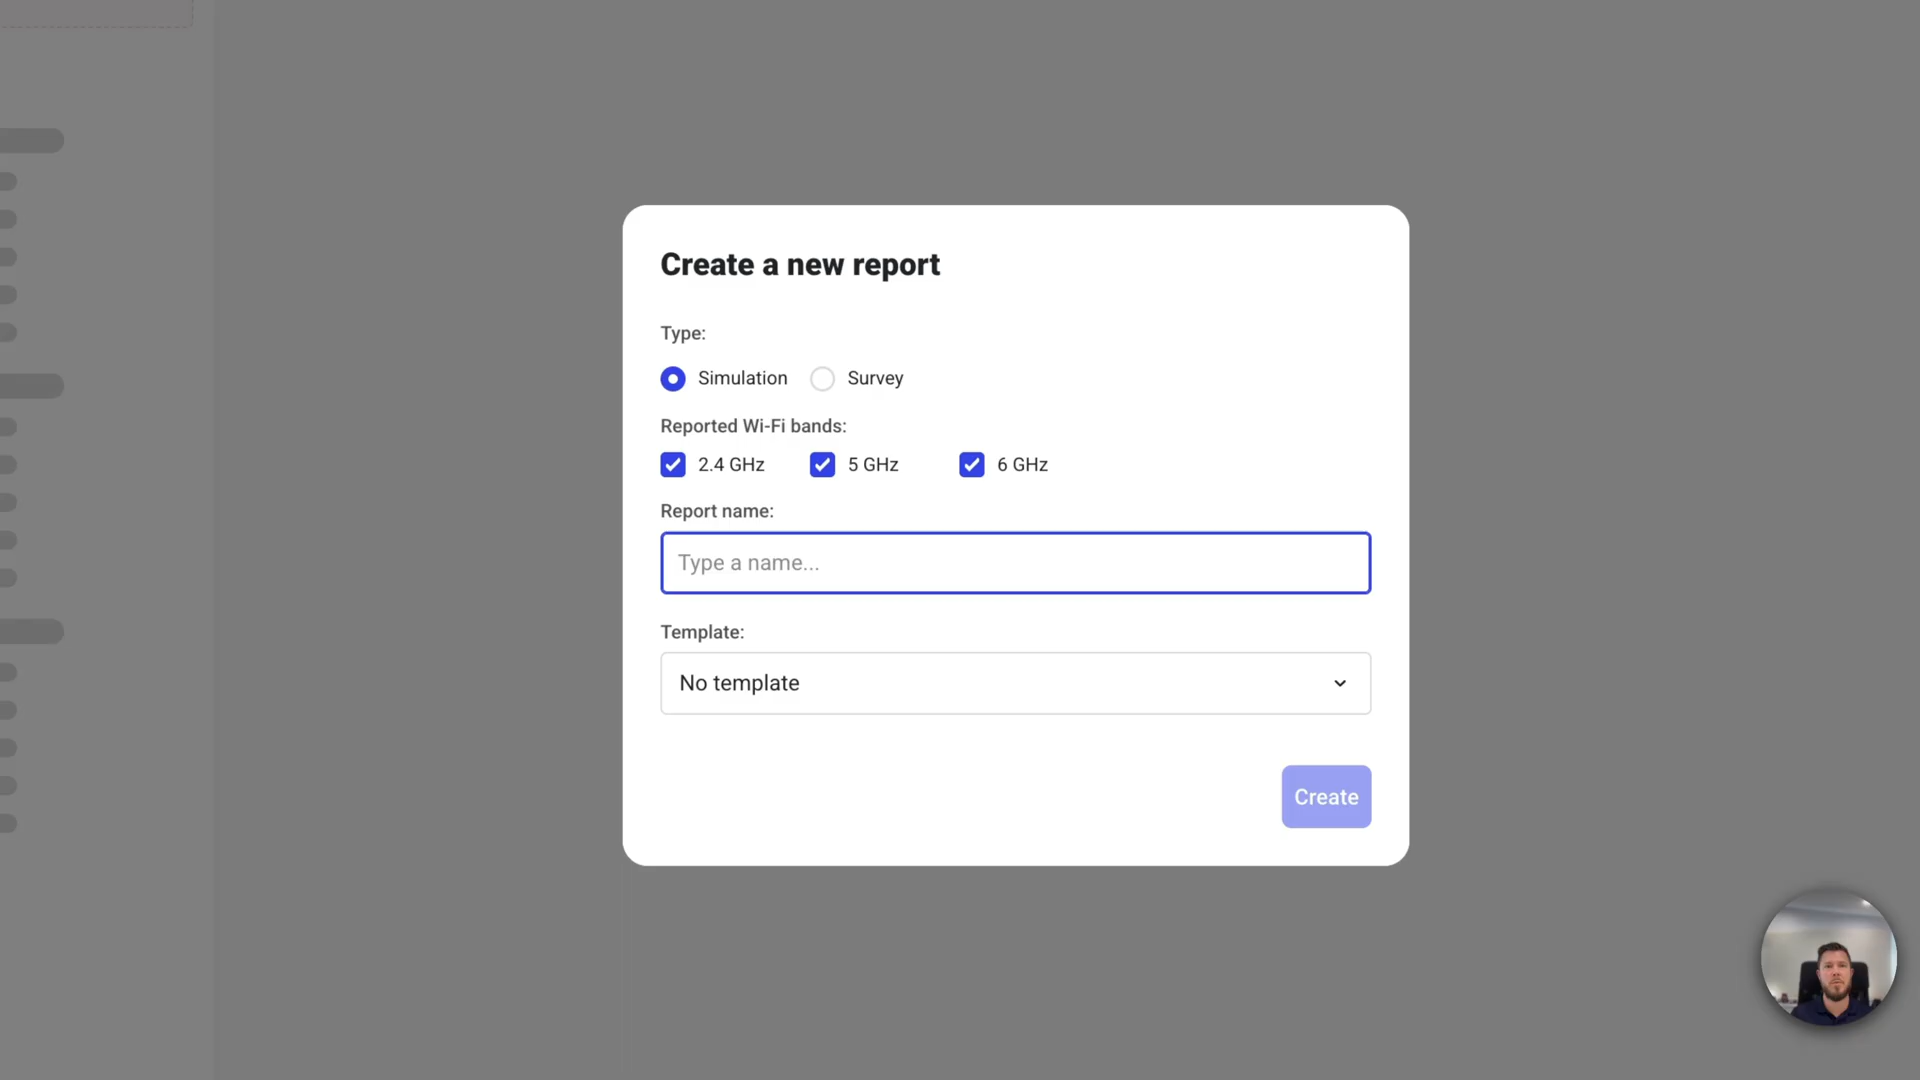 Create a new report
Type:
Simulation Survey
Reported Wi-Fi bands:
2.4 GHz 5 GHz 6 GHz
Report name:
Type a name...
Template:
No template
Create